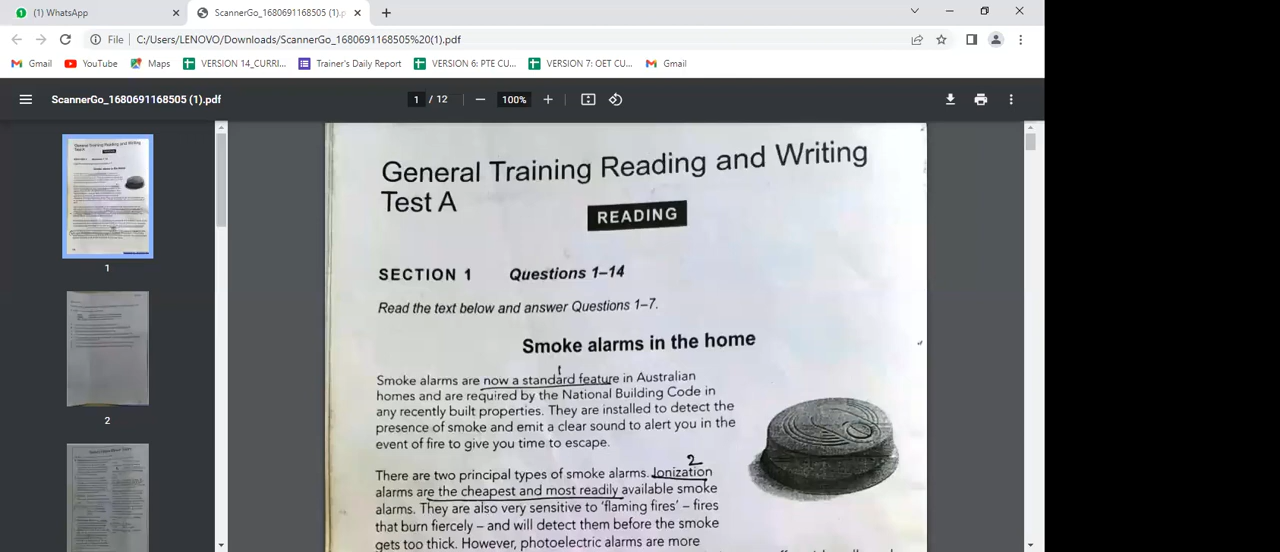 (1) WhatsApp
ScannerGo_1680691168505 (1).p
File C:/Users/LENOVO/Downloads/ScannerGo_1680691168505%20(1).pdf
Gmail YouTube Maps VERSION 14_CURRI... Trainer's Daily Report VERSION 6: PTE CU... VERSION 7: OET CU... Gmail
ScannerGo_1680691168505 (1).pdf 1 / 12 100%
1
2
General Training Reading and Writing
Test A
READING
SECTION 1 Questions 1–14
Read the text below and answer Questions 1–7.
Smoke alarms in the home
1
Smoke alarms are now a standard feature in Australian
homes and are required by the National Building Code in
any recently built properties. They are installed to detect the
presence of smoke and emit a clear sound to alert you in the
event of fire to give you time to escape.
2
There are two principal types of smoke alarms. Ionization
alarms are the cheapest and most readily available smoke
alarms. They are also very sensitive to 'flaming fires' – fires
that burn fiercely – and will detect them before the smoke
gets too thick. However photoelectric alarms are more